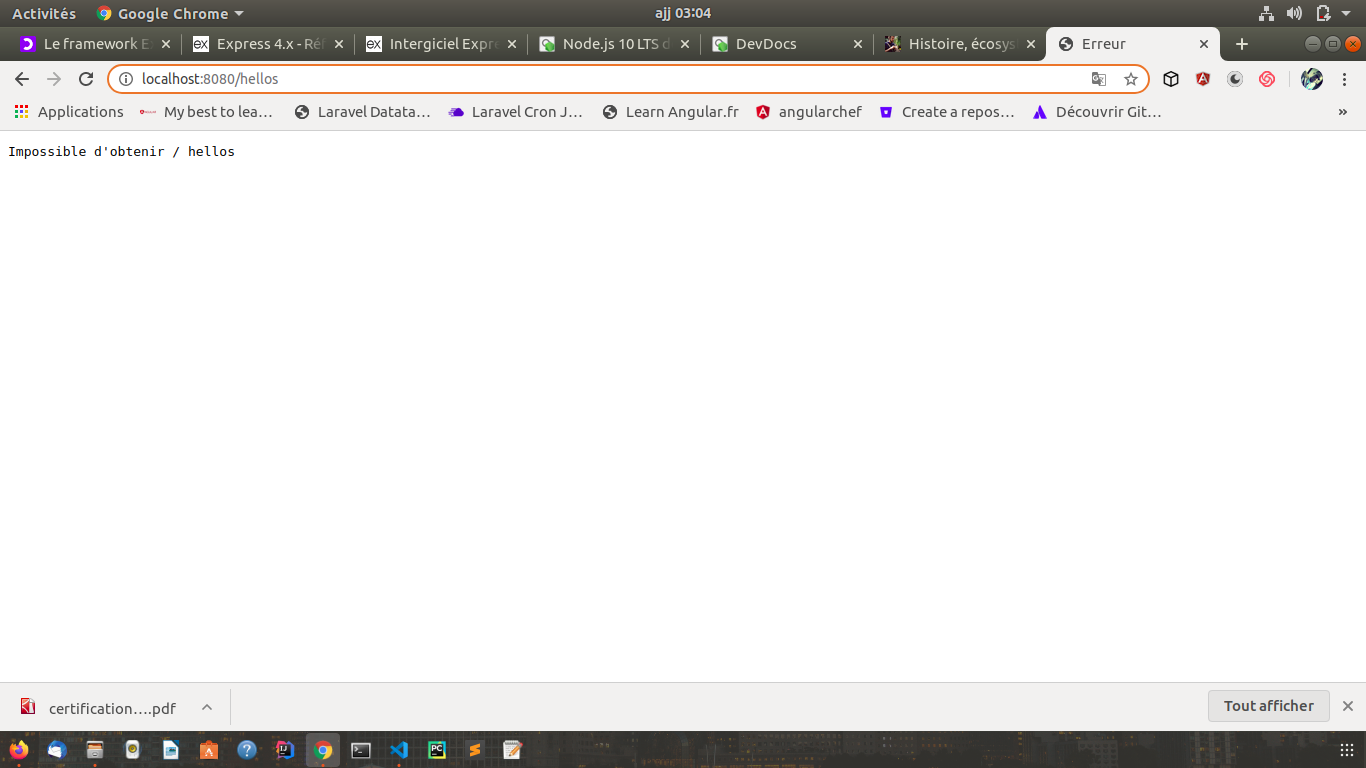 Activités Google Chrome ajj 03:04
Le framework E Express 4.x - Réf Intergiciel Expre Node.js 10 LTS d DevDocs Histoire, écosys Erreur
localhost:8080/hellos
Applications My best to lea… Laravel Datata… Laravel Cron J… Learn Angular.fr angularchef Create a repos… Découvrir Git… »
Impossible d'obtenir / hellos
certification….pdf Tout afficher